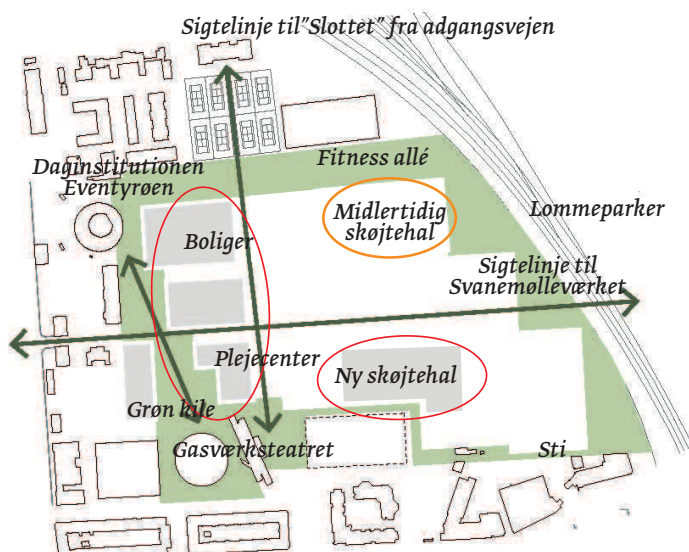 Sigtelinje til"Slottet" fra adgangsvejen
Fitness allé
Daginstitutionen
Eventyrøen
Midlertidig
skøjtehal
Lommeparker
Boliger
Sigtelinje til
Svanemølleværket
Plejecenter
Ny skøjtehal
Grøn kile
Gasværksteatret
Sti